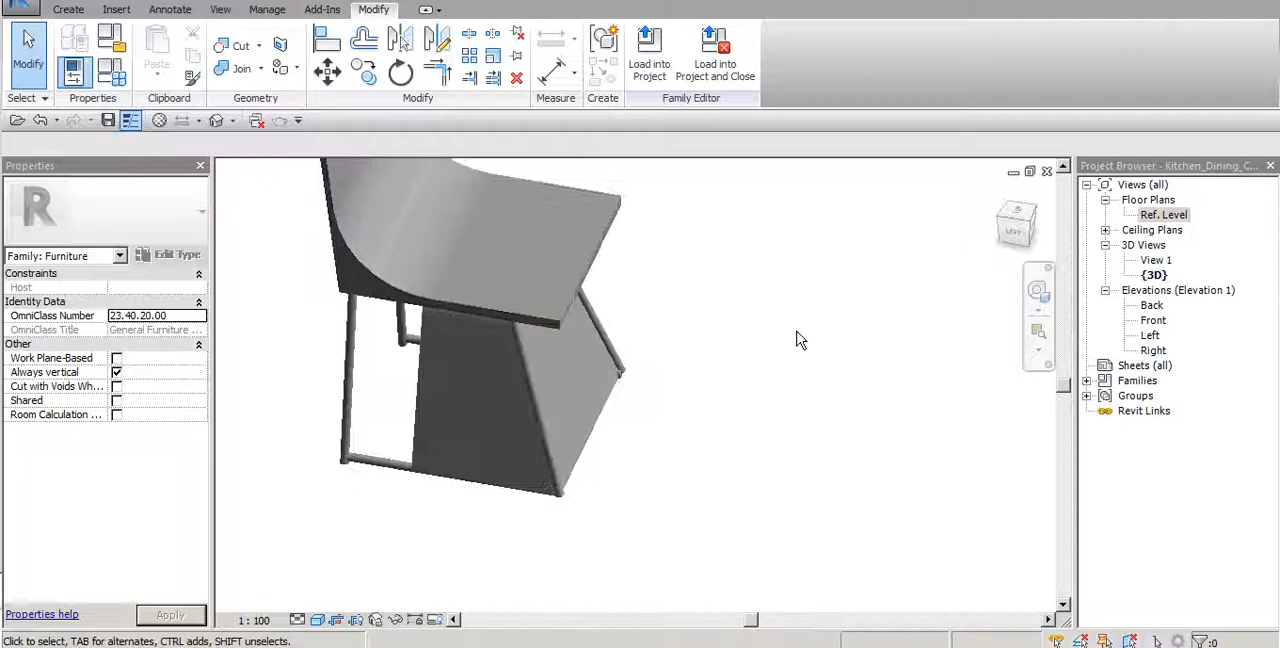 Create Insert Annotate View Manage Add-Ins Modify
Modify
Select
Properties
Paste
Clipboard
Cut
Join
Geometry
Modify
Measure
Create
Load into
Project
Load into
Project and Close
Family Editor
Properties
R
Family: Furniture
Edit Type
Constraints
Host
Identity Data
OmniClass Number 23.40.20.00
OmniClass Title General Furniture ...
Other
Work Plane-Based
Always vertical
Cut with Voids Wh...
Shared
Room Calculation ...
Properties help
Apply
LEFT
Project Browser - Kitchen_Dining_C...
Views (all)
Floor Plans
Ref. Level
Ceiling Plans
3D Views
View 1
{3D}
Elevations (Elevation 1)
Back
Front
Left
Right
Sheets (all)
Families
Groups
Revit Links
1 : 100
Click to select, TAB for alternates, CTRL adds, SHIFT unselects.
:0